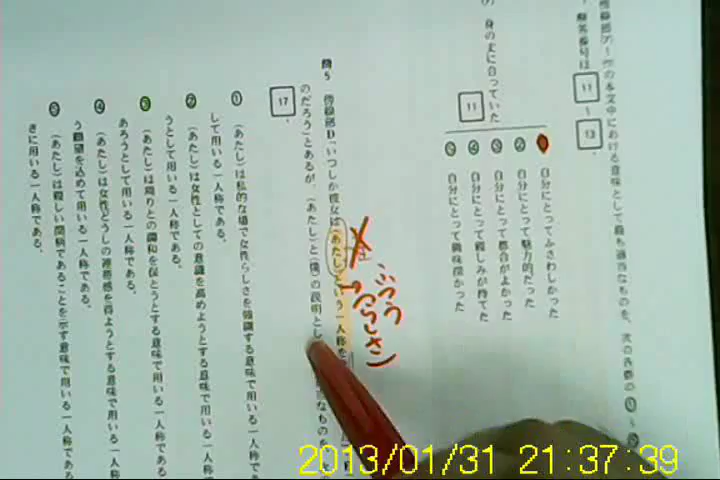 傍線部(ア)～(ウ)の本文中における意味として最も適当なものを、次の各群の①～
解答番号は 11 ～ 13 。
身の丈に合っていた
11
① 自分にとってふさわしかった
② 自分にとって魅力的だった
③ 自分にとって都合がよかった
④ 自分にとって親しみが持てた
⑤ 自分にとって興味深かった
×
いつう
→つらしさ)
問5 傍線部D「いつしか彼女は(あたし)という一人称を
のだろう」とあるが、(あたし)と(僕)の説明とし
17 。
① (あたし)は私的な場で女性らしさを強調する意味で用いる一人称で
して用いる一人称である。
② (あたし)は女性としての意識を高めようとする意味で用いる一人称
うとして用いる一人称である。
③ (あたし)は周りとの調和を保とうとする意味で用いる一人称であ
あろうとして用いる一人称である。
④ (あたし)は女性どうしの連帯感を得ようとする意味で用いる一人
う願望を込めて用いる一人称である。
⑤ (あたし)は親しい間柄であることを示す意味で用いる一人称であ
きに用いる一人称である。
2013/01/31 21:37:39